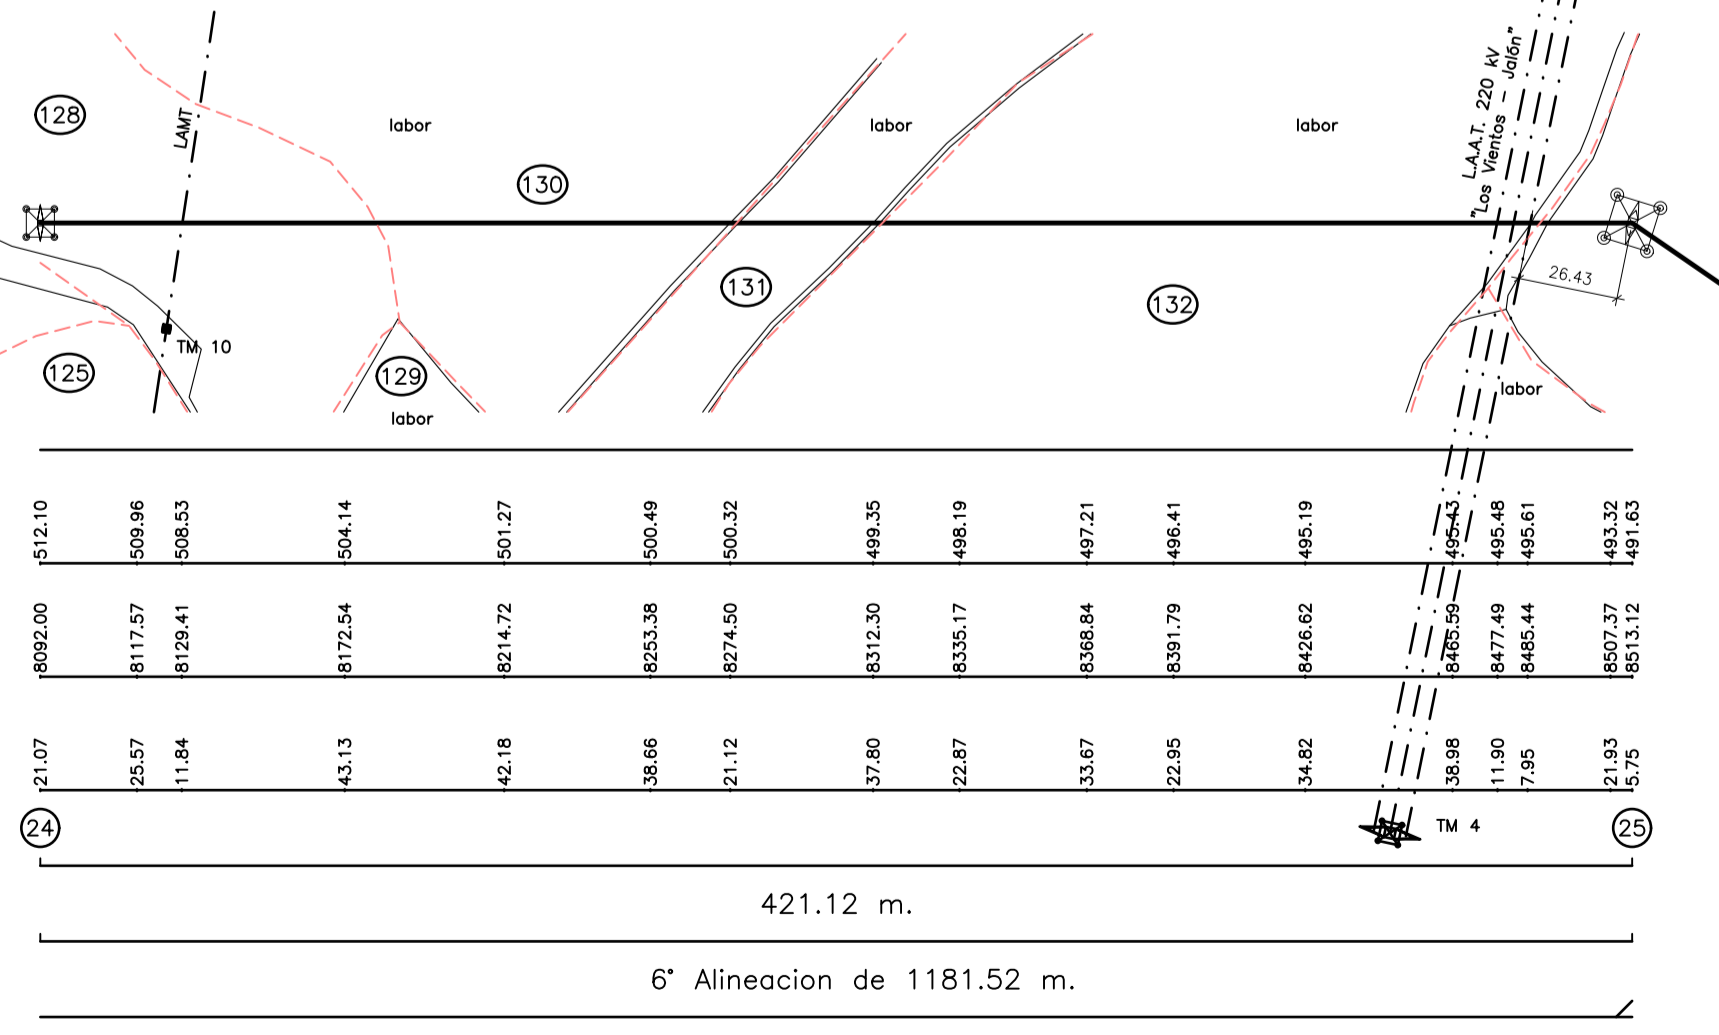 L.A.A.T. 220 kV
"Los Vientos - Jalón"
128
LAMT
labor
labor
labor
130
26.43
131
132
TM 10
125
129
labor
labor
512.10 509.96 508.53 504.14 501.27 500.49 500.32 499.35 498.19 497.21 496.41 495.19 495.43 495.48 495.61 493.32 491.63
8092.00 8117.57 8129.41 8172.54 8214.72 8253.38 8274.50 8312.30 8335.17 8368.84 8391.79 8426.62 8465.59 8477.49 8485.44 8507.37 8513.12
21.07 25.57 11.84 43.13 42.18 38.66 21.12 37.80 22.87 33.67 22.95 34.82 38.98 11.90 7.95 21.93 5.75
24 TM 4 25
421.12 m.
6° Alineacion de 1181.52 m.